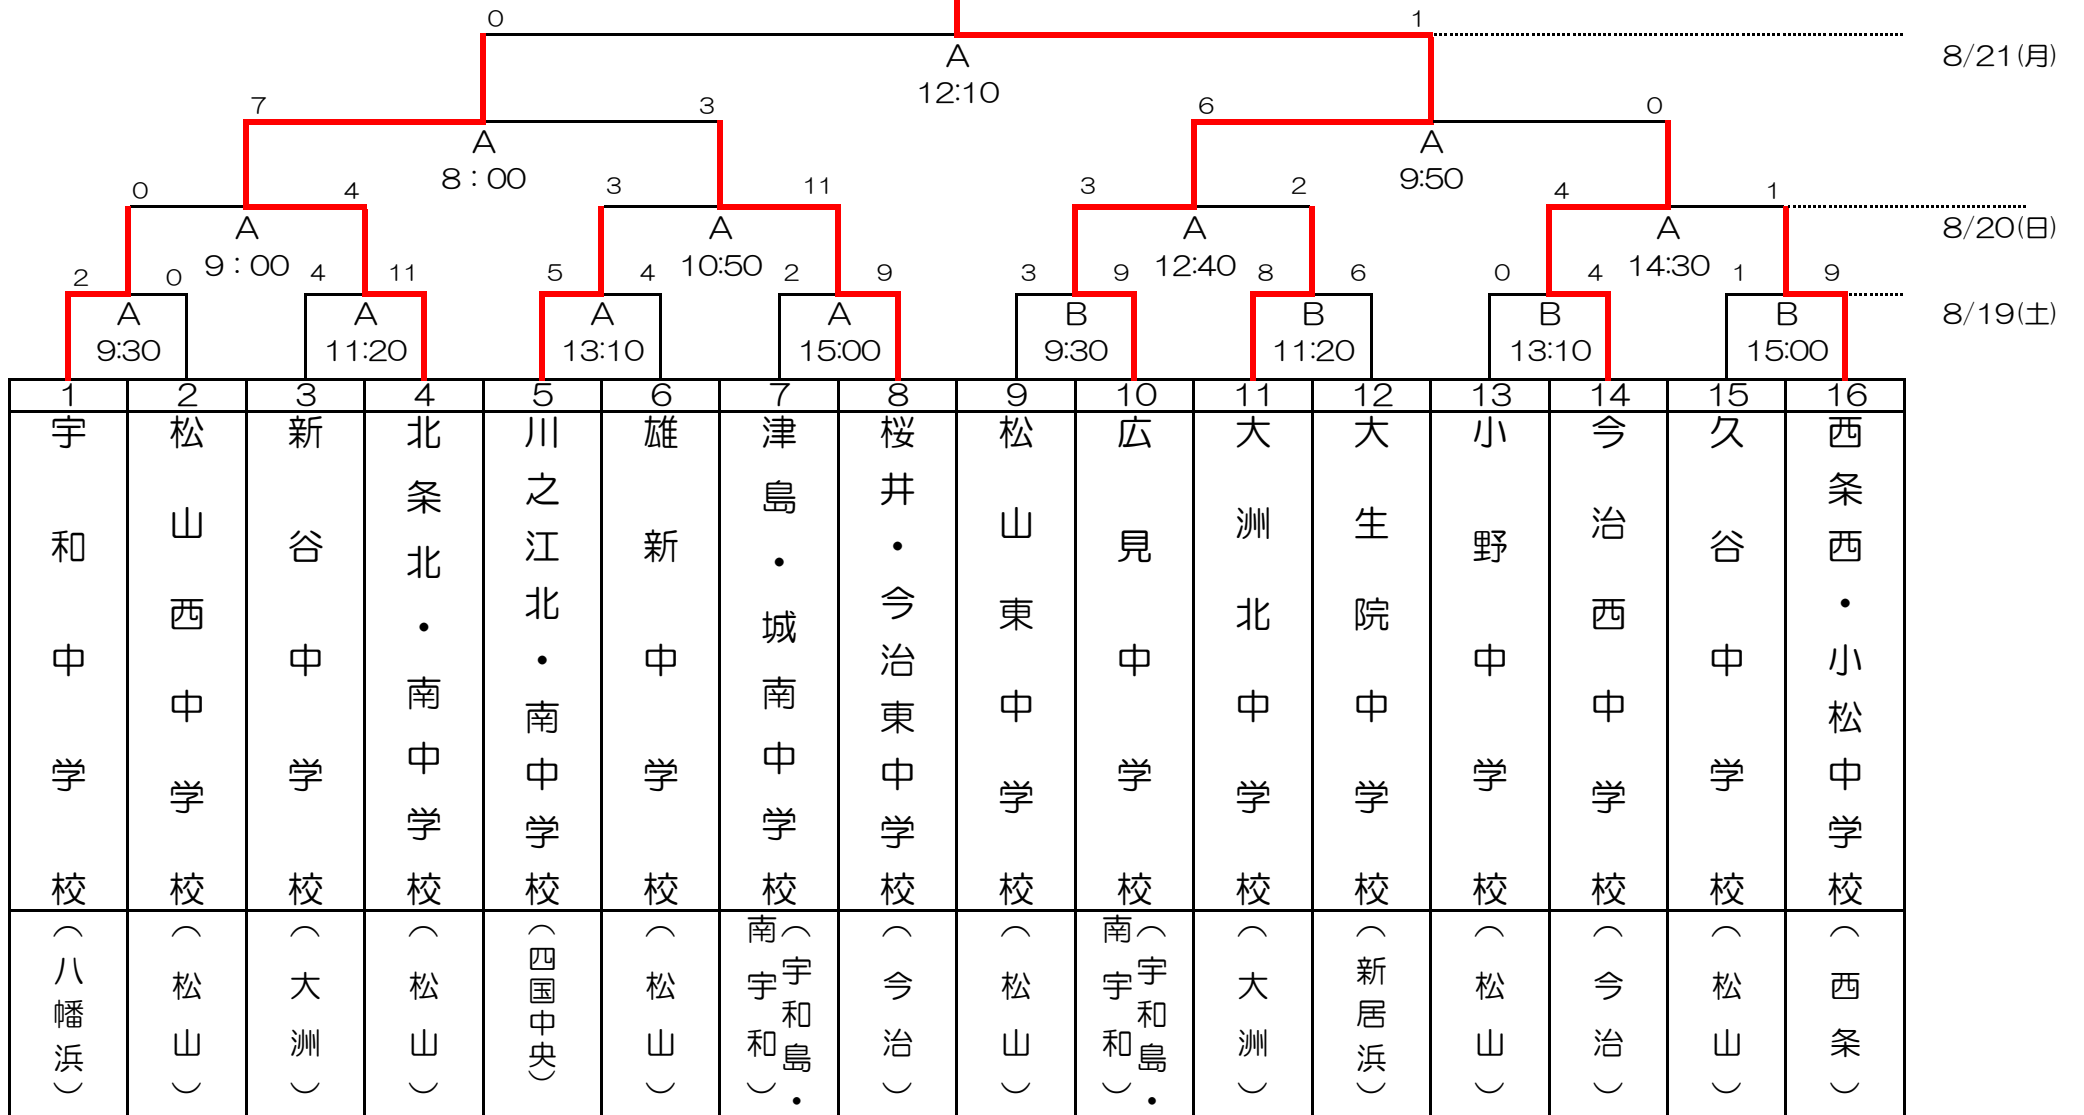 0 1
8/21(月)
A
12:10
7 3 6 0
A A
8：00 9:50
0 4 3 11 3 2 4 1
8/20(日)
A A A A
9：00 10:50 12:40 14:30
2 0 4 11 5 4 2 9 3 9 8 6 0 4 1 9
8/19(土)
A A A A B B B B
9:30 11:20 13:10 15:00 9:30 11:20 13:10 15:00
1 2 3 4 5 6 7 8 9 10 11 12 13 14 15 16
宇和中学校
松山西中学校
新谷中学校
北条北・南中学校
川之江北・南中学校
雄新中学校
津島・城南中学校
桜井・今治東中学校
松山東中学校
広見中学校
大洲北中学校
大生院中学校
小野中学校
今治西中学校
久谷中学校
西条西・小松中学校
（八幡浜）
（松山）
（大洲）
（松山）
（四国中央）
（松山）
（宇和島・
南宇和）
（今治）
（松山）
（宇和島・
南宇和）
（大洲）
（新居浜）
（松山）
（今治）
（松山）
（西条）